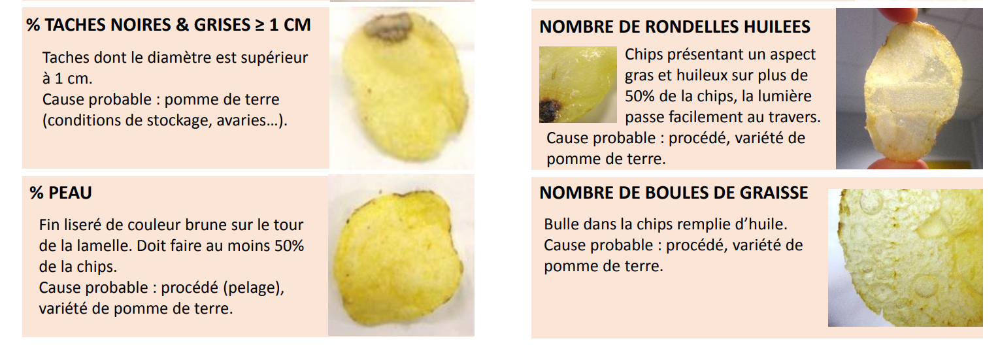 % TACHES NOIRES & GRISES ≥ 1 CM
Taches dont le diamètre est supérieur
à 1 cm.
Cause probable : pomme de terre
(conditions de stockage, avaries…).
% PEAU
Fin liseré de couleur brune sur le tour
de la lamelle. Doit faire au moins 50%
de la chips.
Cause probable : procédé (pelage),
variété de pomme de terre.
NOMBRE DE RONDELLES HUILEES
Chips présentant un aspect
gras et huileux sur plus de
50% de la chips, la lumière
passe facilement au travers.
Cause probable : procédé, variété de
pomme de terre.
NOMBRE DE BOULES DE GRAISSE
Bulle dans la chips remplie d’huile.
Cause probable : procédé, variété de
pomme de terre.